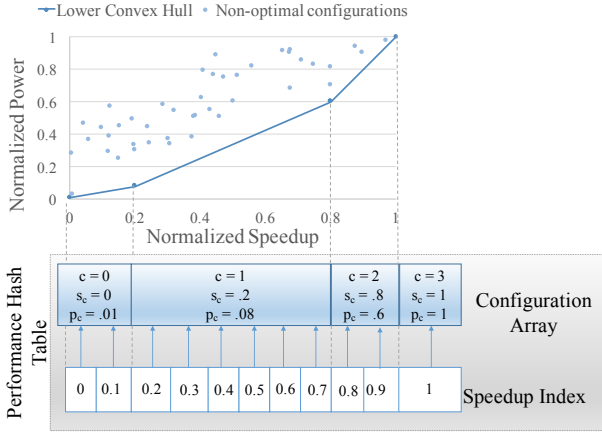 Lower Convex Hull Non-optimal configurations
1
0.8
0.6
0.4
0.2
0
Normalized Power
0 0.2 0.4 0.6 0.8 1
Normalized Speedup
Performance Hash
Table
c = 0
s_c = 0
p_c = .01
c = 1
s_c = .2
p_c = .08
c = 2
s_c = .8
p_c = .6
c = 3
s_c = 1
p_c = 1
Configuration
Array
0 0.1 0.2 0.3 0.4 0.5 0.6 0.7 0.8 0.9 1
Speedup Index